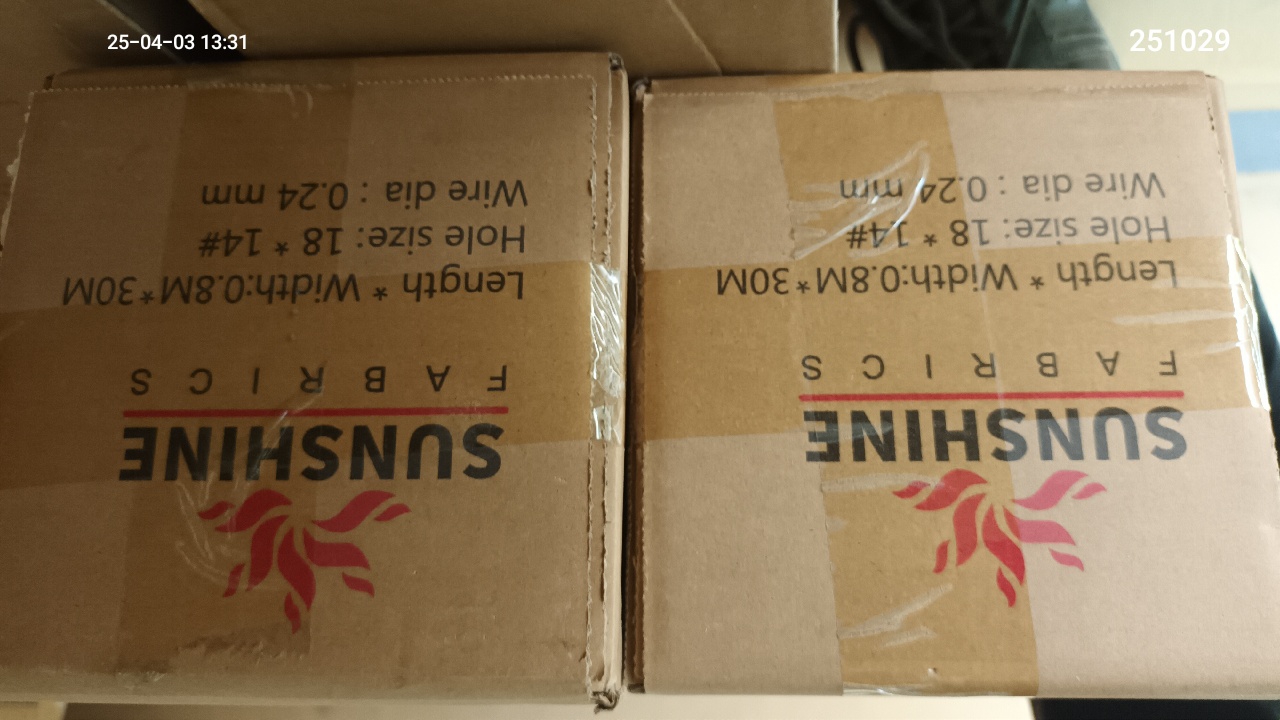 25-04-03 13:31
251029
SUNSHINE
FABRICS
Length * Width:0.8M*30M
Hole size: 18 * 14#
Wire dia : 0.24 mm
SUNSHINE
FABRICS
Length * Width:0.8M*30M
Hole size: 18 * 14#
Wire dia : 0.24 mm